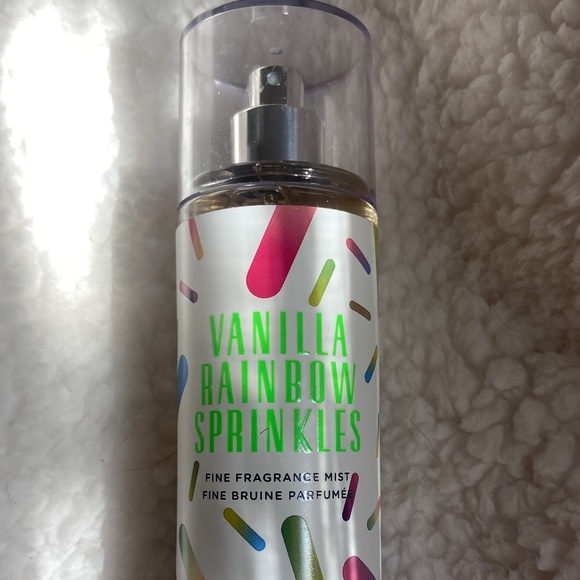 VANILLA
RAINBOW
SPRINKLES
FINE FRAGRANCE MIST
FINE BRUINE PARFUMÉE